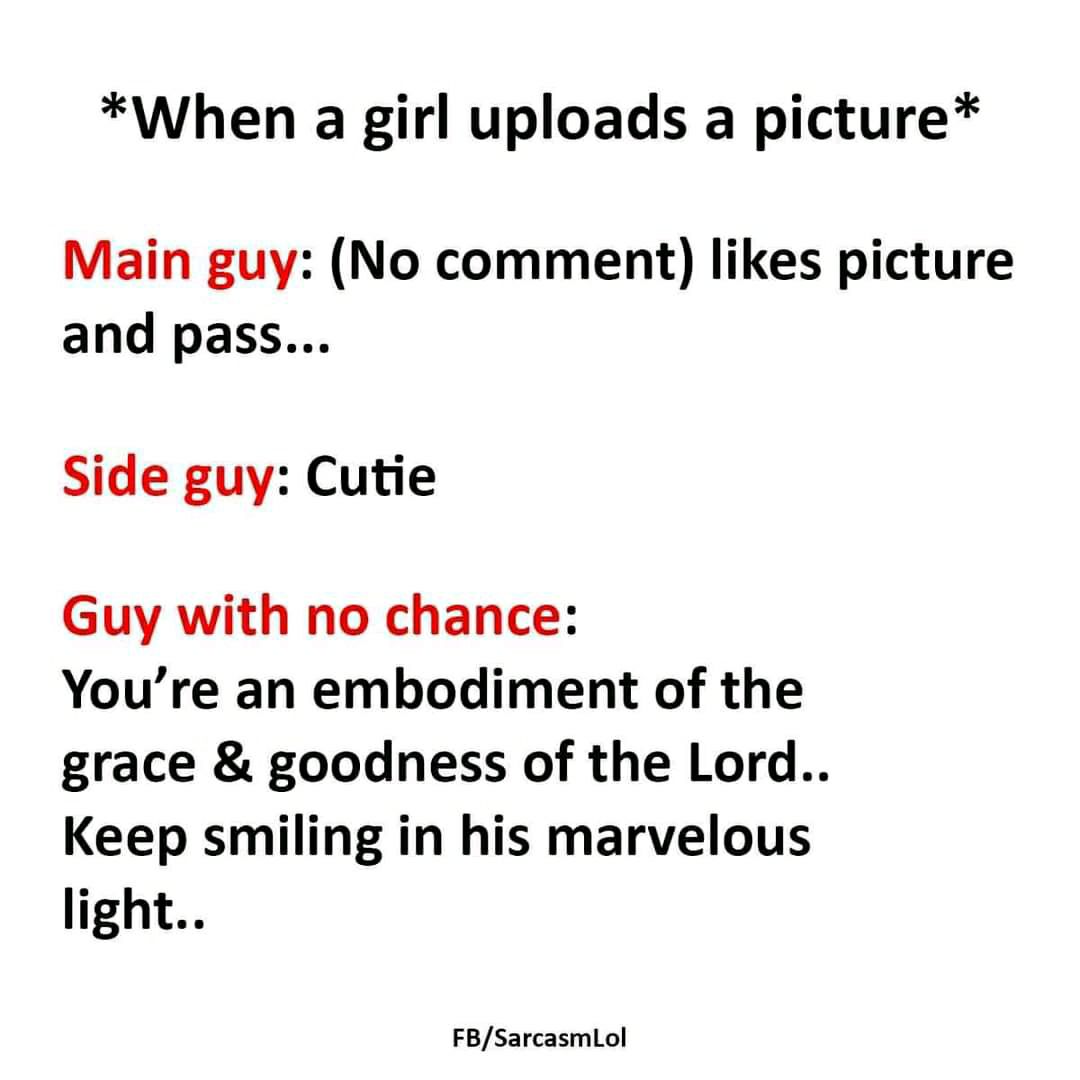 *When a girl uploads a picture*
Main guy: (No comment) likes picture
and pass...
Side guy: Cutie
Guy with no chance:
You’re an embodiment of the
grace & goodness of the Lord..
Keep smiling in his marvelous
light..
FB/SarcasmLol